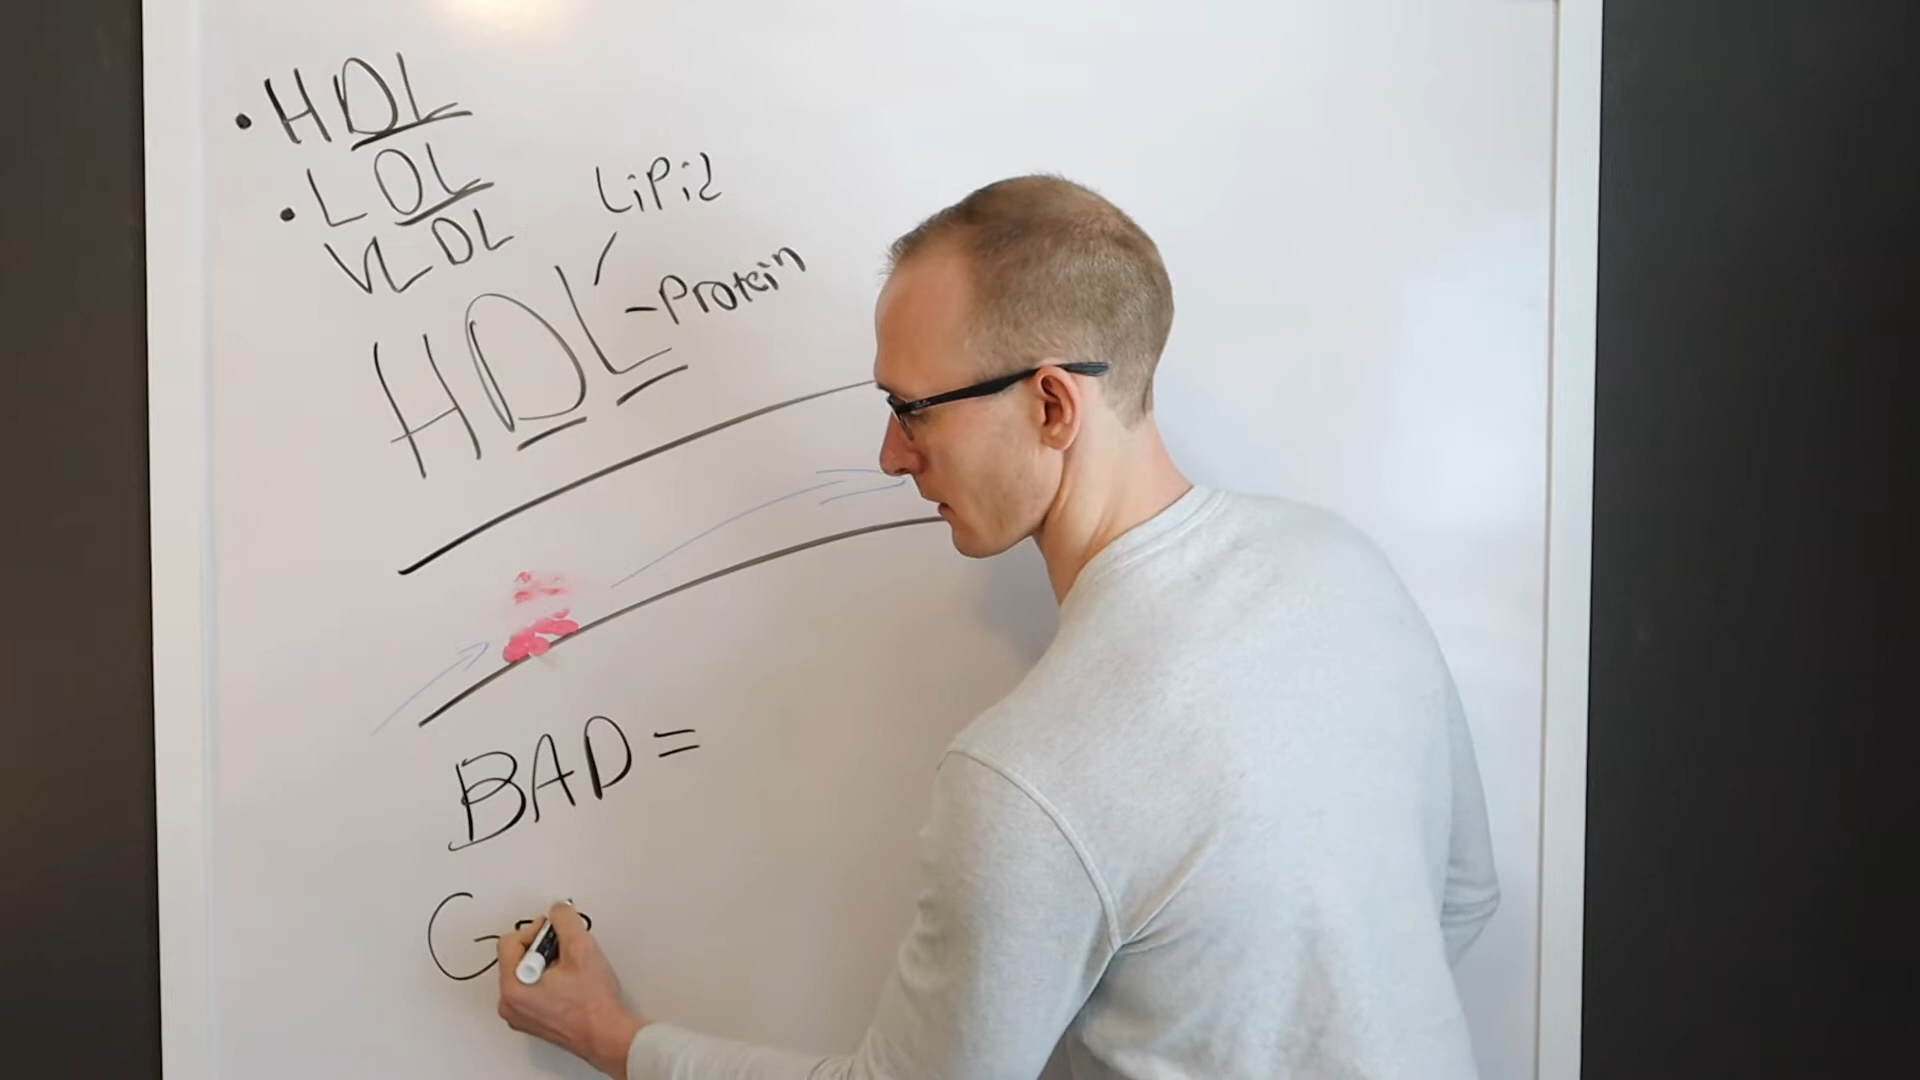 • HDL
• LDL
VLDL
LiPid
HDL - Protein
BAD =